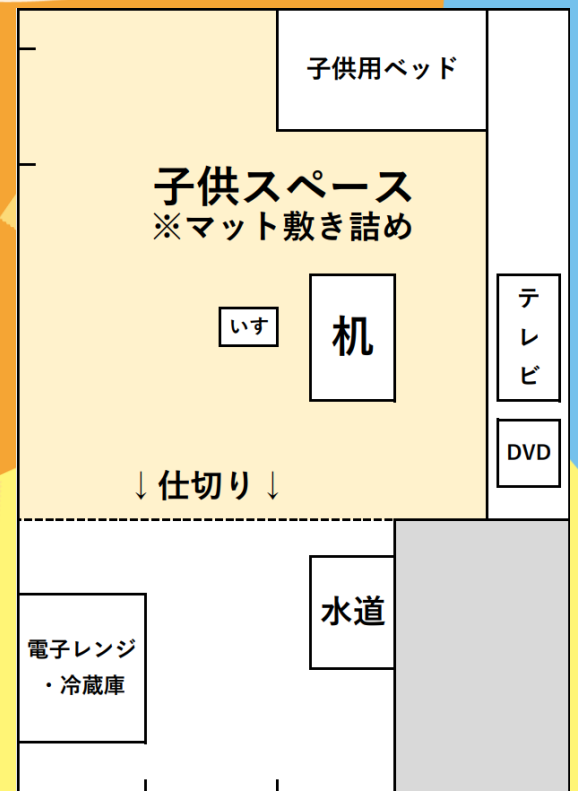 子供用ベッド
子供スペース
※マット敷き詰め
いす
机
テレビ
DVD
↓仕切り↓
水道
電子レンジ
・冷蔵庫